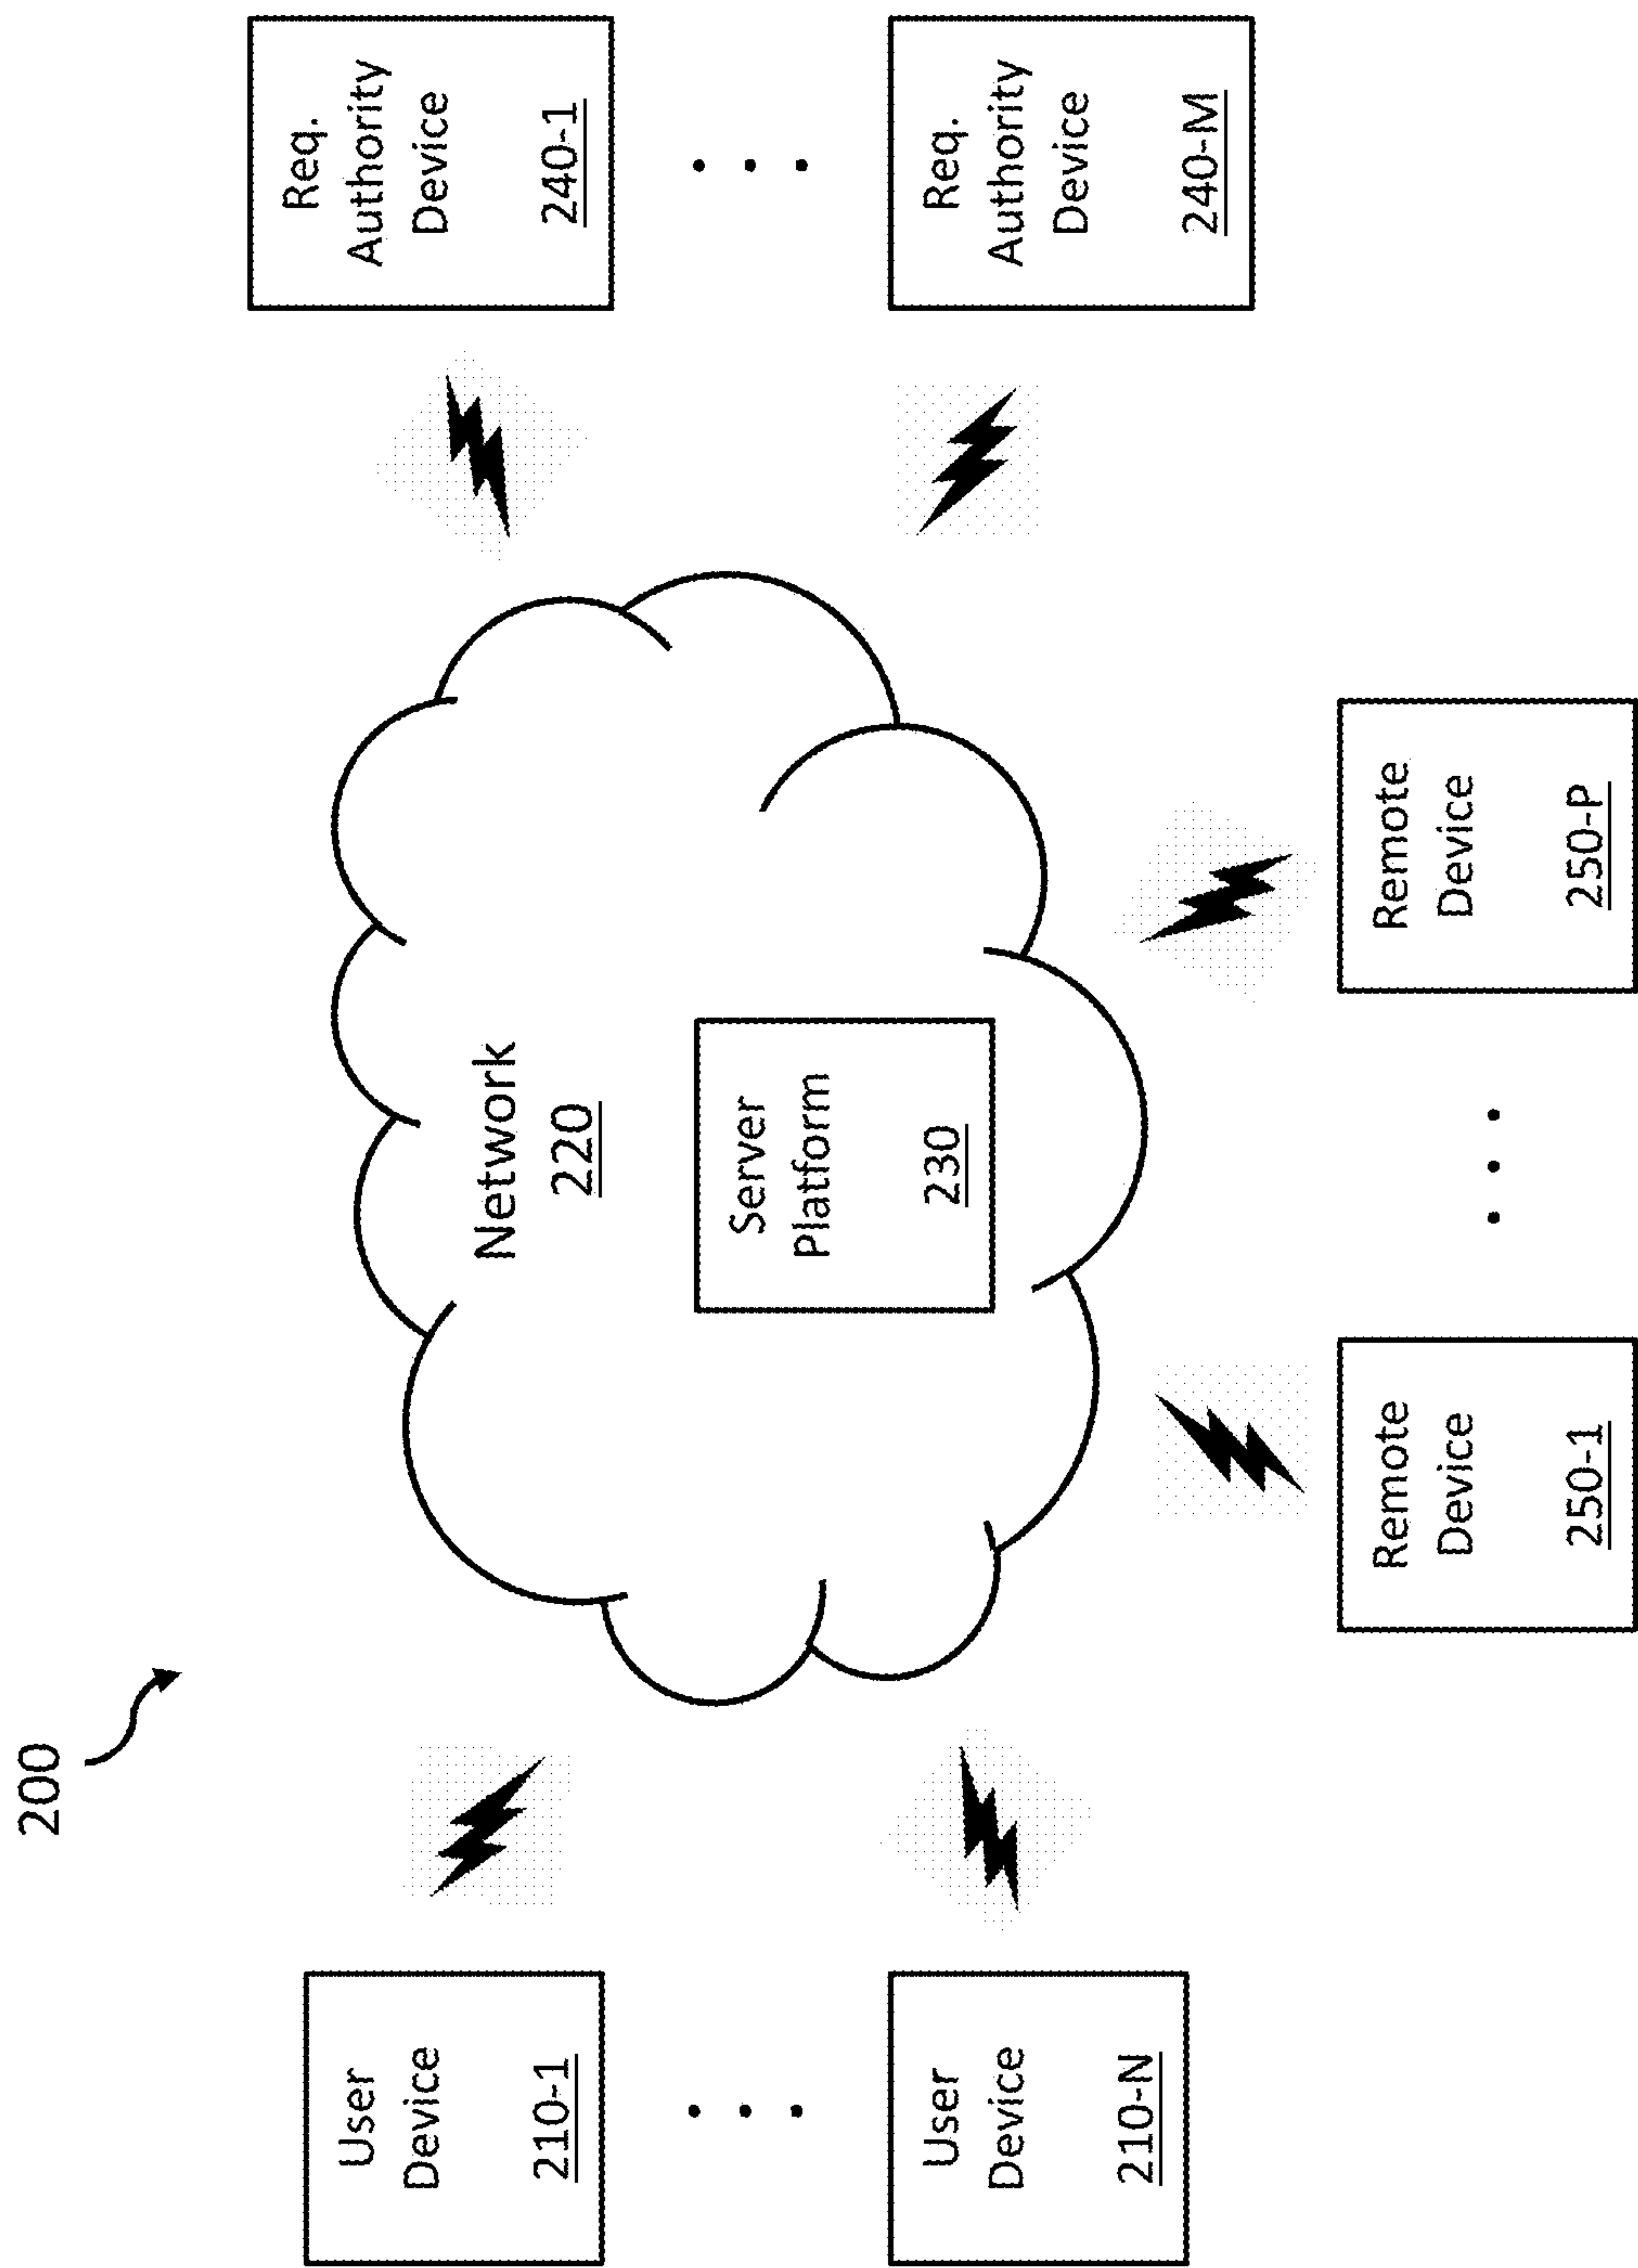 200
User
Device
210-1
User
Device
210-N
Network
220
Server
Platform
230
Req.
Authority
Device
240-1
Req.
Authority
Device
240-M
Remote
Device
250-1
Remote
Device
250-P